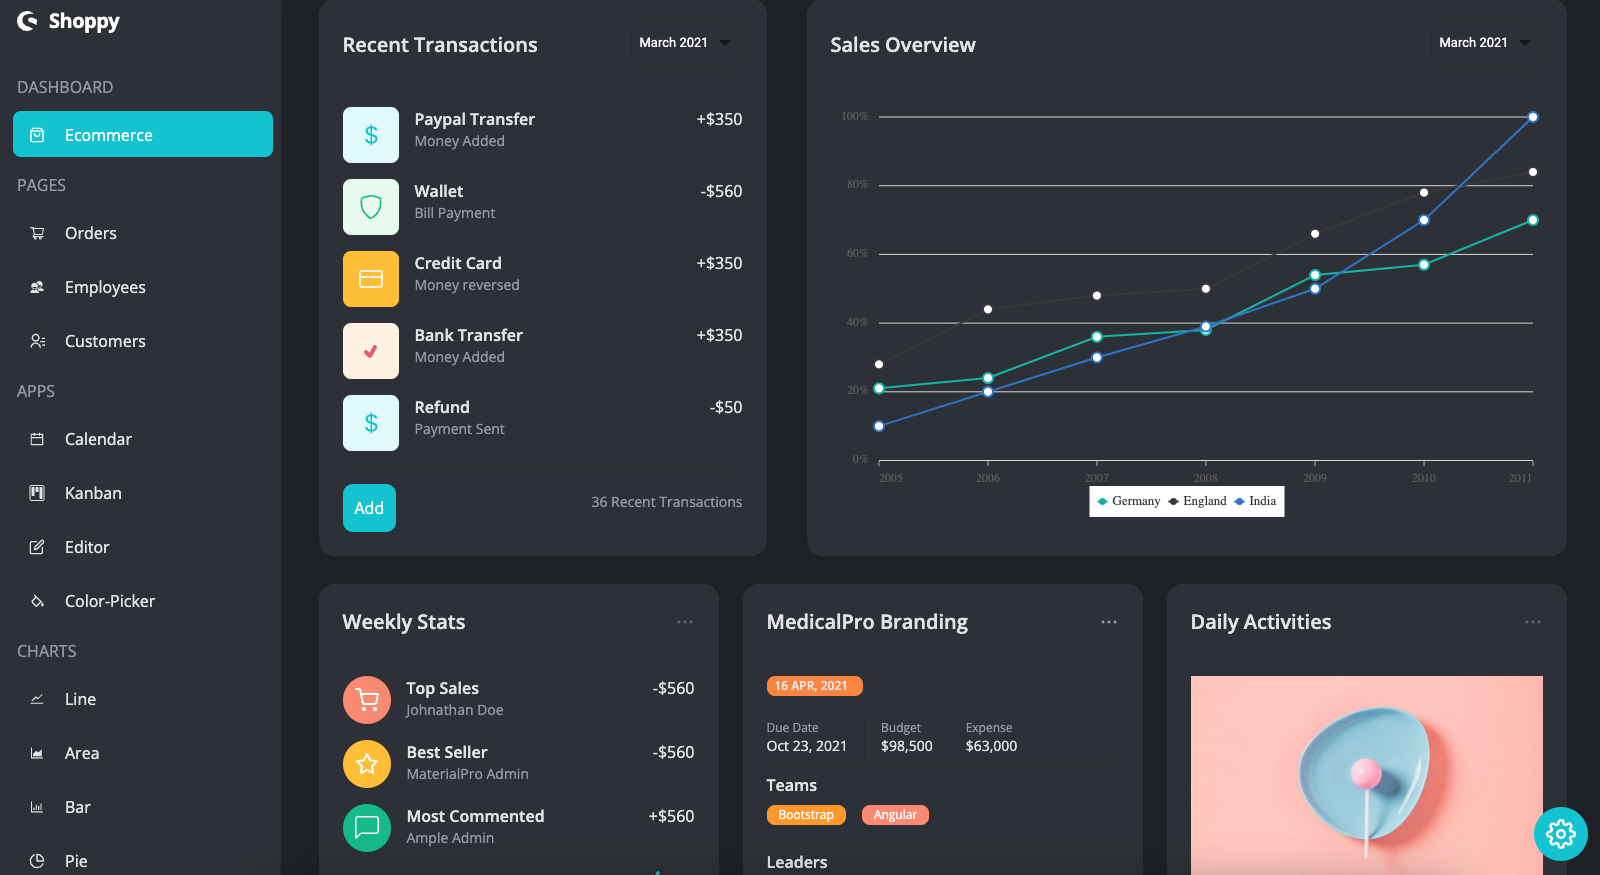 Shoppy
DASHBOARD
Ecommerce
PAGES
Orders
Employees
Customers
APPS
Calendar
Kanban
Editor
Color-Picker
CHARTS
Line
Area
Bar
Pie
Recent Transactions
March 2021
$
Paypal Transfer
+$350
Money Added
Wallet
-$560
Bill Payment
Credit Card
+$350
Money reversed
Bank Transfer
+$350
Money Added
$
Refund
-$50
Payment Sent
Add
36 Recent Transactions
Sales Overview
March 2021
100%
80%
60%
40%
20%
0%
2005 2006 2007 2008 2009 2010 2011
Germany England India
Weekly Stats
Top Sales
-$560
Johnathan Doe
Best Seller
-$560
MaterialPro Admin
Most Commented
+$560
Ample Admin
MedicalPro Branding
16 APR, 2021
Due Date Budget Expense
Oct 23, 2021 $98,500 $63,000
Teams
Bootstrap Angular
Leaders
Daily Activities